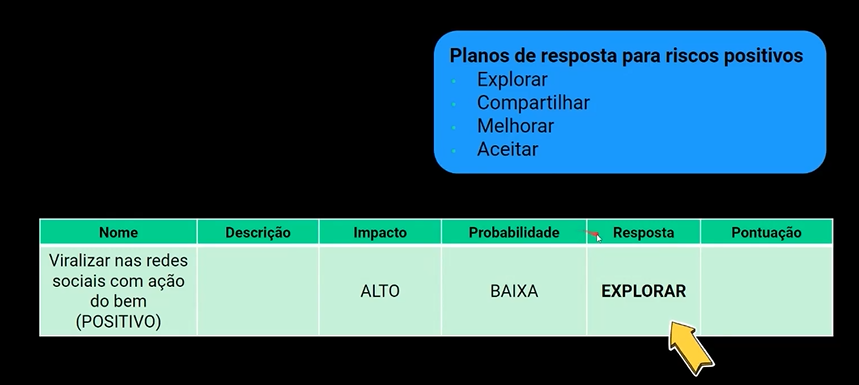 Planos de resposta para riscos positivos
Explorar
Compartilhar
Melhorar
Aceitar
Nome Descrição Impacto Probabilidade Resposta Pontuação
Viralizar nas redes
sociais com ação
do bem
(POSITIVO)
ALTO BAIXA EXPLORAR